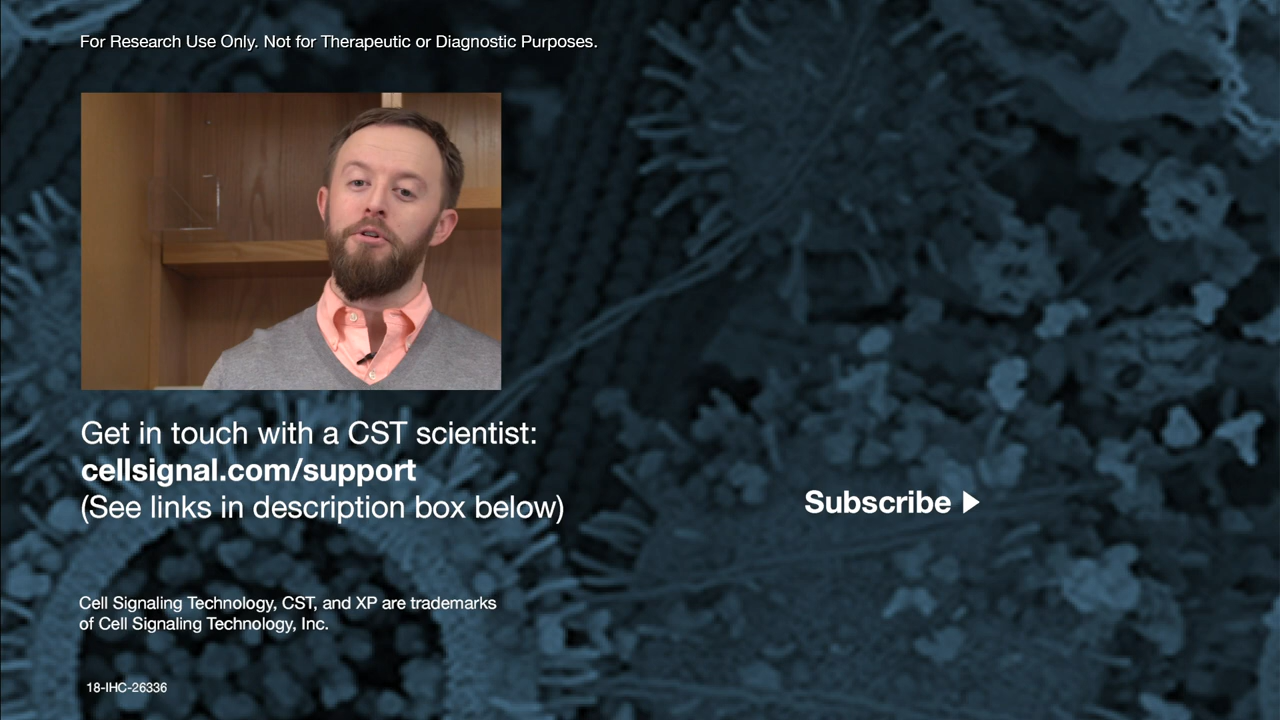 For Research Use Only. Not for Therapeutic or Diagnostic Purposes.
Get in touch with a CST scientist:
cellsignal.com/support
(See links in description box below)
Subscribe
Cell Signaling Technology, CST, and XP are trademarks
of Cell Signaling Technology, Inc.
18-IHC-26336